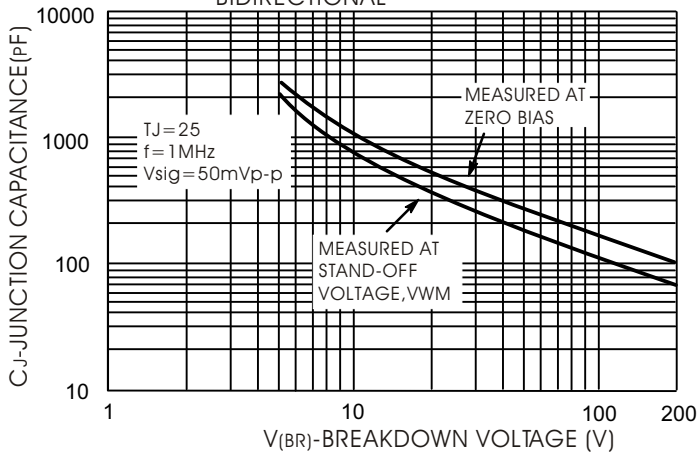 BIDIRECTIONAL
10000
1000
100
10
CJ-JUNCTION CAPACITANCE(PF)
TJ=25
f=1MHz
Vsig=50mVp-p
MEASURED AT
ZERO BIAS
MEASURED AT
STAND-OFF
VOLTAGE,VWM
1
10
100
200
V(BR)-BREAKDOWN VOLTAGE (V)